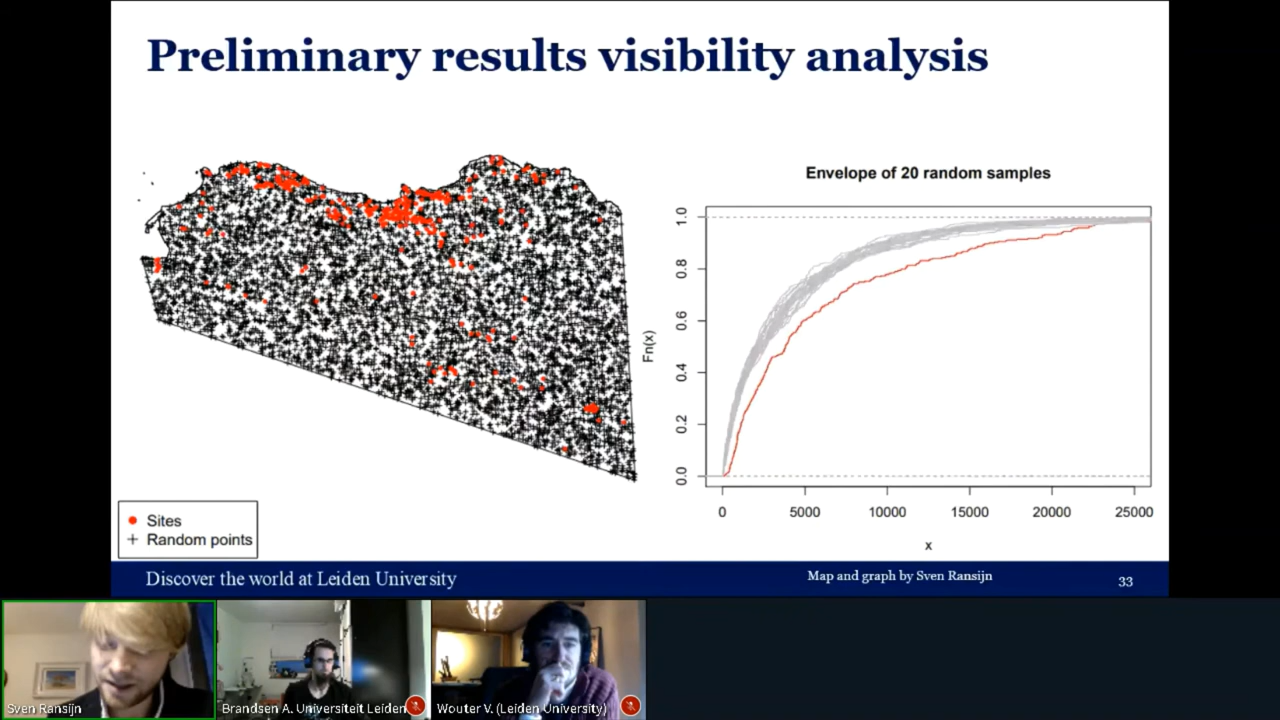 Preliminary results visibility analysis
Sites
Random points
Envelope of 20 random samples
Fn(x)
1.0
0.8
0.6
0.4
0.2
0.0
0 5000 10000 15000 20000 25000
x
Discover the world at Leiden University
Map and graph by Sven Ransijn
33
Sven Ransijn
Brandsen A. Universiteit Leiden
Wouter V. (Leiden University)